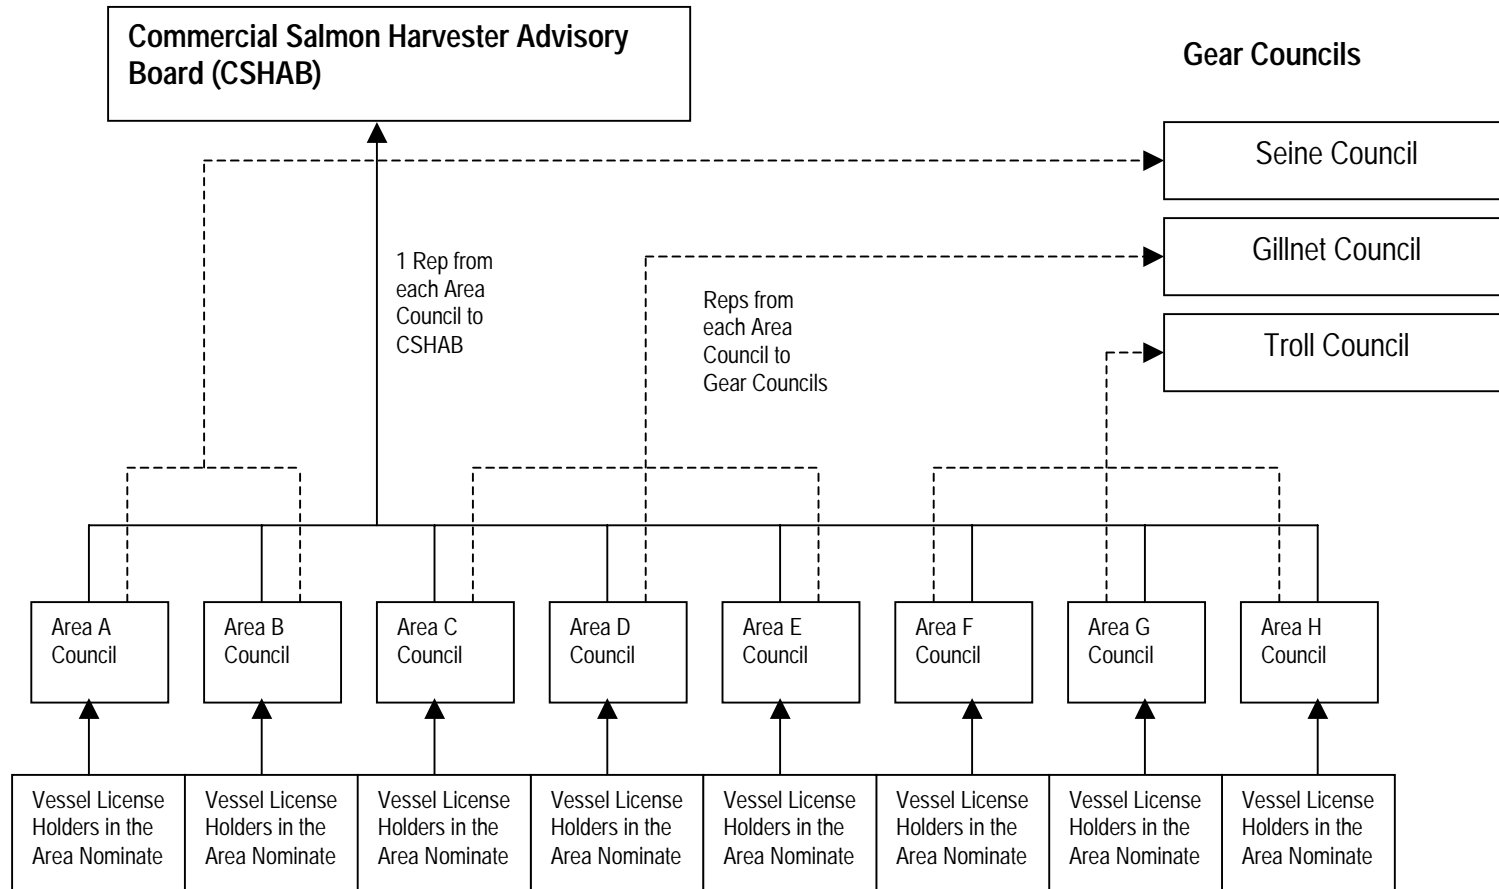 Commercial Salmon Harvester Advisory
Board (CSHAB)
Gear Councils
Seine Council
Gillnet Council
Troll Council
1 Rep from
each Area
Council to
CSHAB
Reps from
each Area
Council to
Gear Councils
Area A
Council
Area B
Council
Area C
Council
Area D
Council
Area E
Council
Area F
Council
Area G
Council
Area H
Council
Vessel License
Holders in the
Area Nominate
Vessel License
Holders in the
Area Nominate
Vessel License
Holders in the
Area Nominate
Vessel License
Holders in the
Area Nominate
Vessel License
Holders in the
Area Nominate
Vessel License
Holders in the
Area Nominate
Vessel License
Holders in the
Area Nominate
Vessel License
Holders in the
Area Nominate